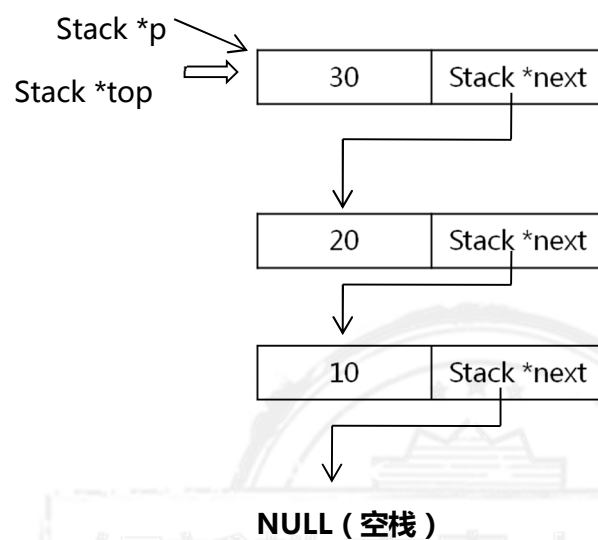 Stack *p
Stack *top
30 Stack *next
20 Stack *next
10 Stack *next
NULL（空栈）